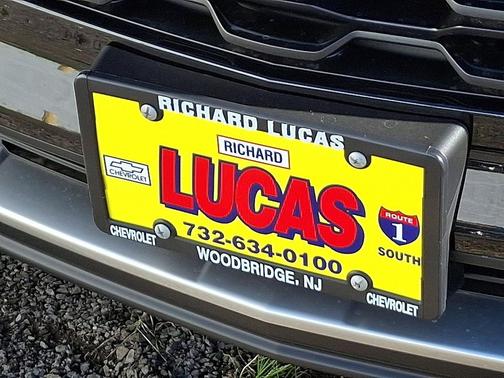 RICHARD LUCAS
RICHARD
LUCAS
CHEVROLET
ROUTE
1
SOUTH
732-634-0100
CHEVROLET
WOODBRIDGE, NJ
CHEVROLET